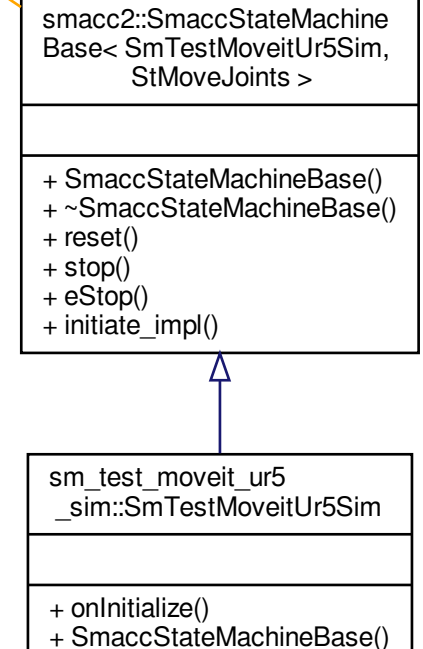 smacc2::SmaccStateMachine
Base< SmTestMoveitUr5Sim,
StMoveJoints >
+ SmaccStateMachineBase()
+ ~SmaccStateMachineBase()
+ reset()
+ stop()
+ eStop()
+ initiate_impl()
sm_test_moveit_ur5
_sim::SmTestMoveitUr5Sim
+ onInitialize()
+ SmaccStateMachineBase()